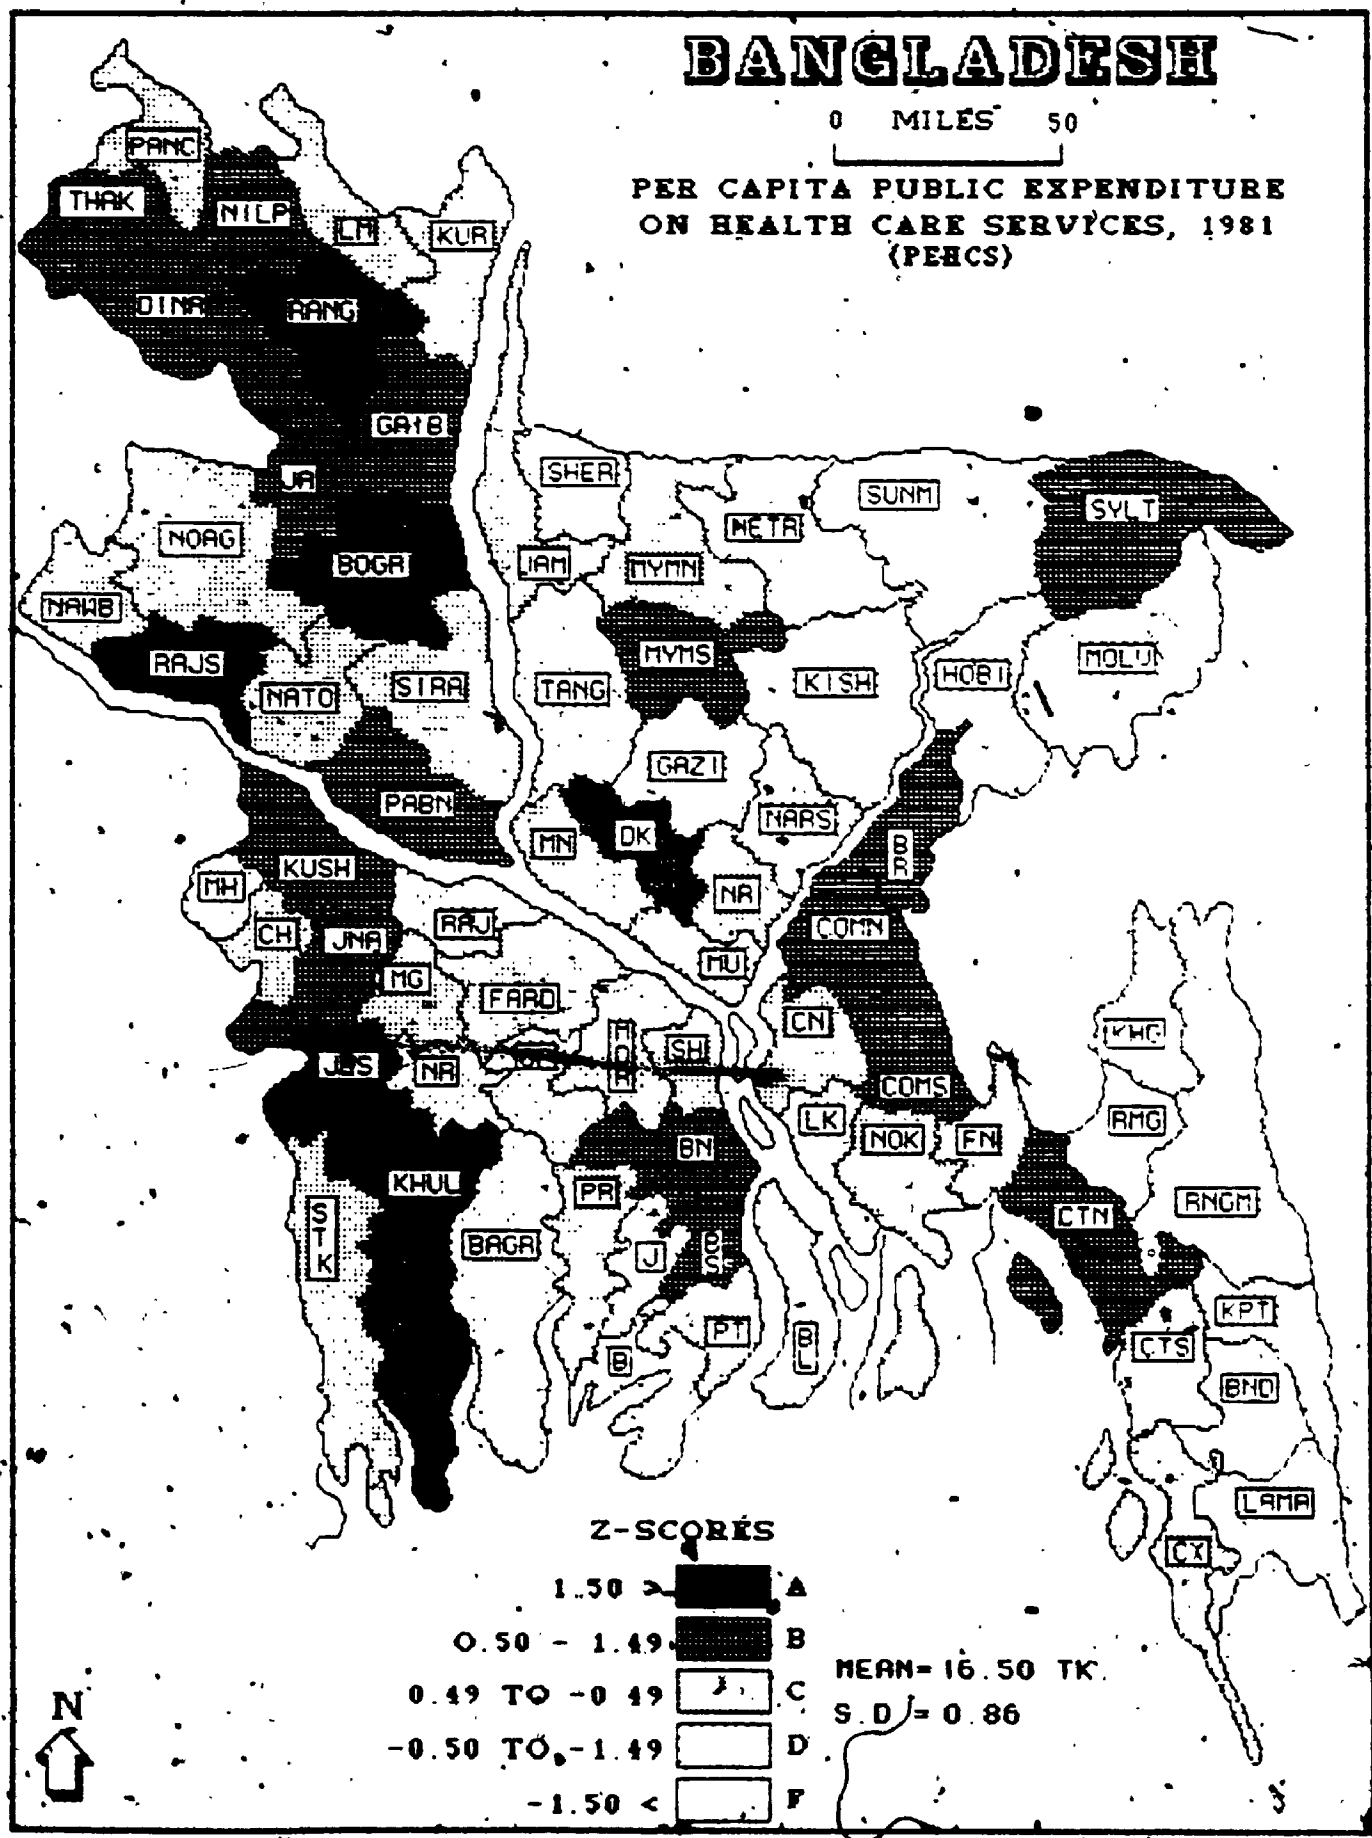 BANGLADESH
0 MILES 50
PER CAPITA PUBLIC EXPENDITURE
ON HEALTH CARE SERVICES, 1981
(PEHCS)
PANC
THAK
NILP
LM
KUR
DINA
RANG
GAIB
JA
SHER
SUNM
SYLT
NOAG
NETR
BOGR
JAM
MYMN
NAWB
RAJS
MYMS
MOLV
NATO
SIRA
TANG
KISH
HOBI
GAZI
PABN
NARS
MN
DK
BR
KUSH
MH
NR
RAJ
CH
JNA
COMN
MU
MG
FARD
CN
MDR
KHG
SH
NR
COMS
LK
RMG
NOK
FN
BN
KHUL
PR
RNGM
STK
CTN
BAGR
J
BS
KPT
PT
BL
CTS
B
BND
LAMA
CX
Z-SCORES
1.50 > A
0.50 - 1.49 B
0.49 TO -0 49 C
-0.50 TO -1.49 D
-1.50 < F
MEAN= 16.50 TK.
S.D = 0.86
N